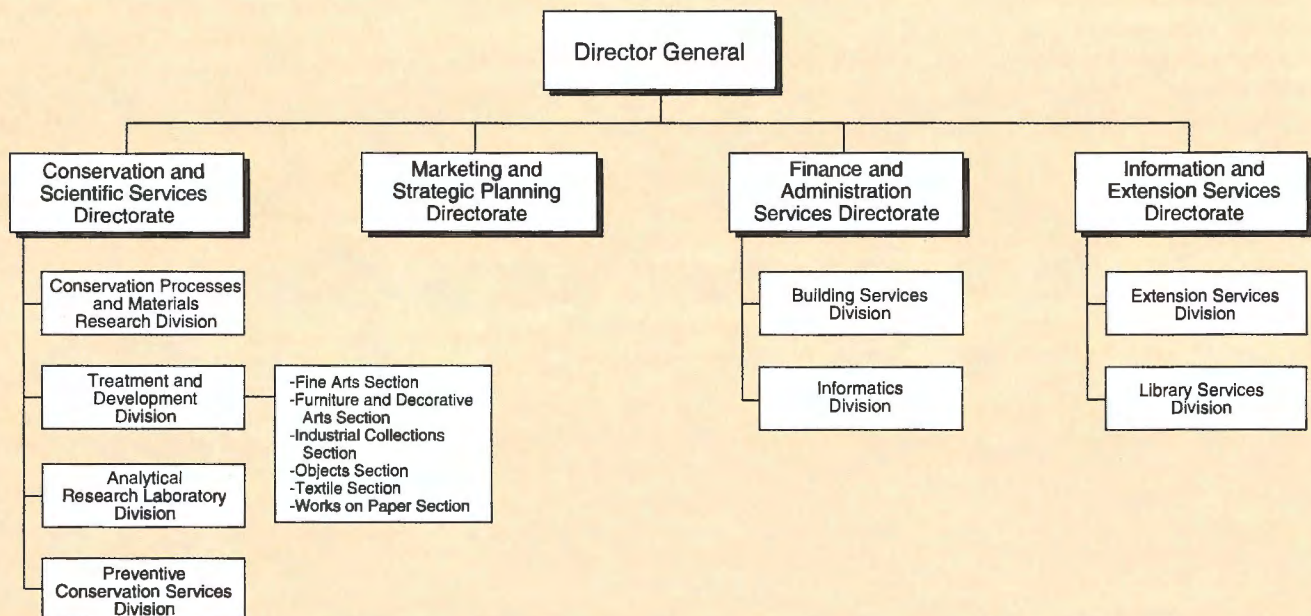 Director General
Conservation and
Scientific Services
Directorate
Marketing and
Strategic Planning
Directorate
Finance and
Administration
Services Directorate
Information and
Extension Services
Directorate
Conservation Processes
and Materials
Research Division
Treatment and
Development
Division
-Fine Arts Section
-Furniture and Decorative
Arts Section
-Industrial Collections
Section
-Objects Section
-Textile Section
-Works on Paper Section
Analytical
Research Laboratory
Division
Preventive
Conservation Services
Division
Building Services
Division
Informatics
Division
Extension Services
Division
Library Services
Division